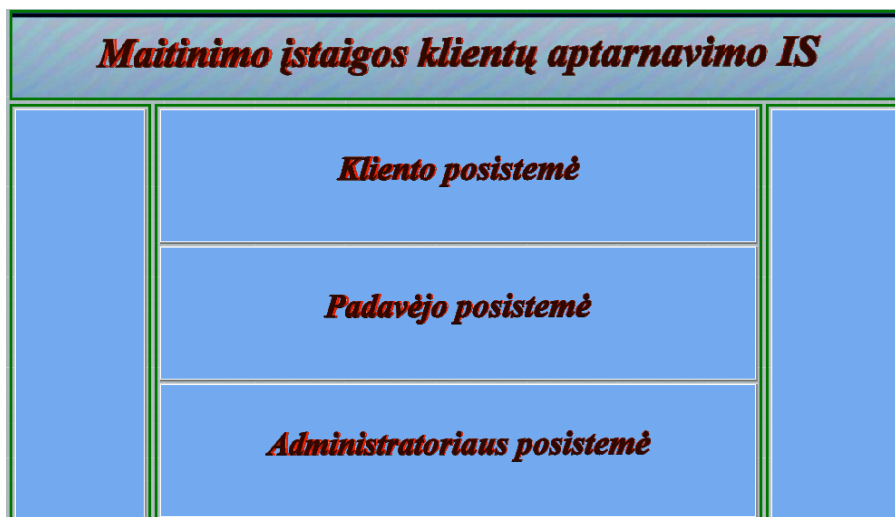 Maitinimo įstaigos klientų aptarnavimo IS
Kliento posistemė
Padavėjo posistemė
Administratoriaus posistemė